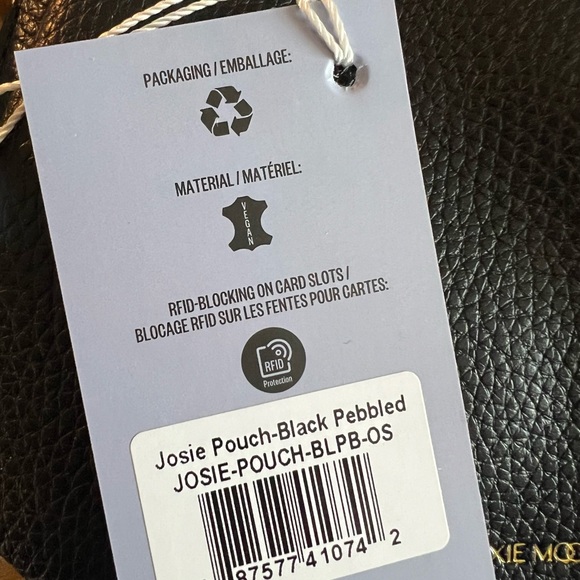 PACKAGING / EMBALLAGE:
MATERIAL / MATÉRIEL:
VEGAN
RFID-BLOCKING ON CARD SLOTS /
BLOCAGE RFID SUR LES FENTES POUR CARTES:
RFID
Protection
Josie Pouch-Black Pebbled
JOSIE-POUCH-BLPB-OS
87577 41074 2